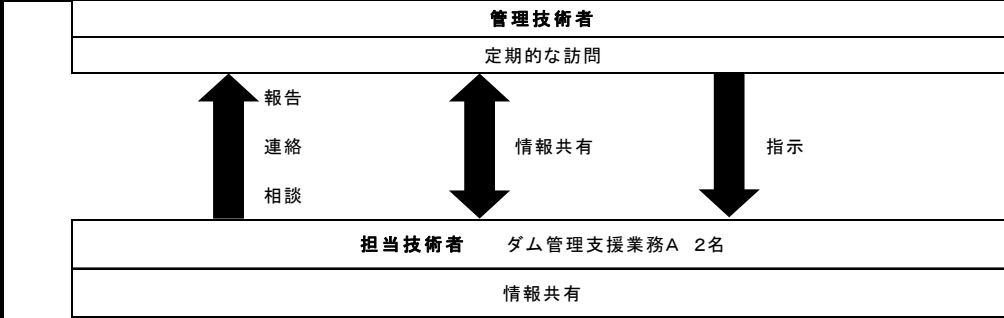 管理技術者
定期的な訪問
報告
連絡
相談
情報共有
指示
担当技術者 ダム管理支援業務A 2名
情報共有